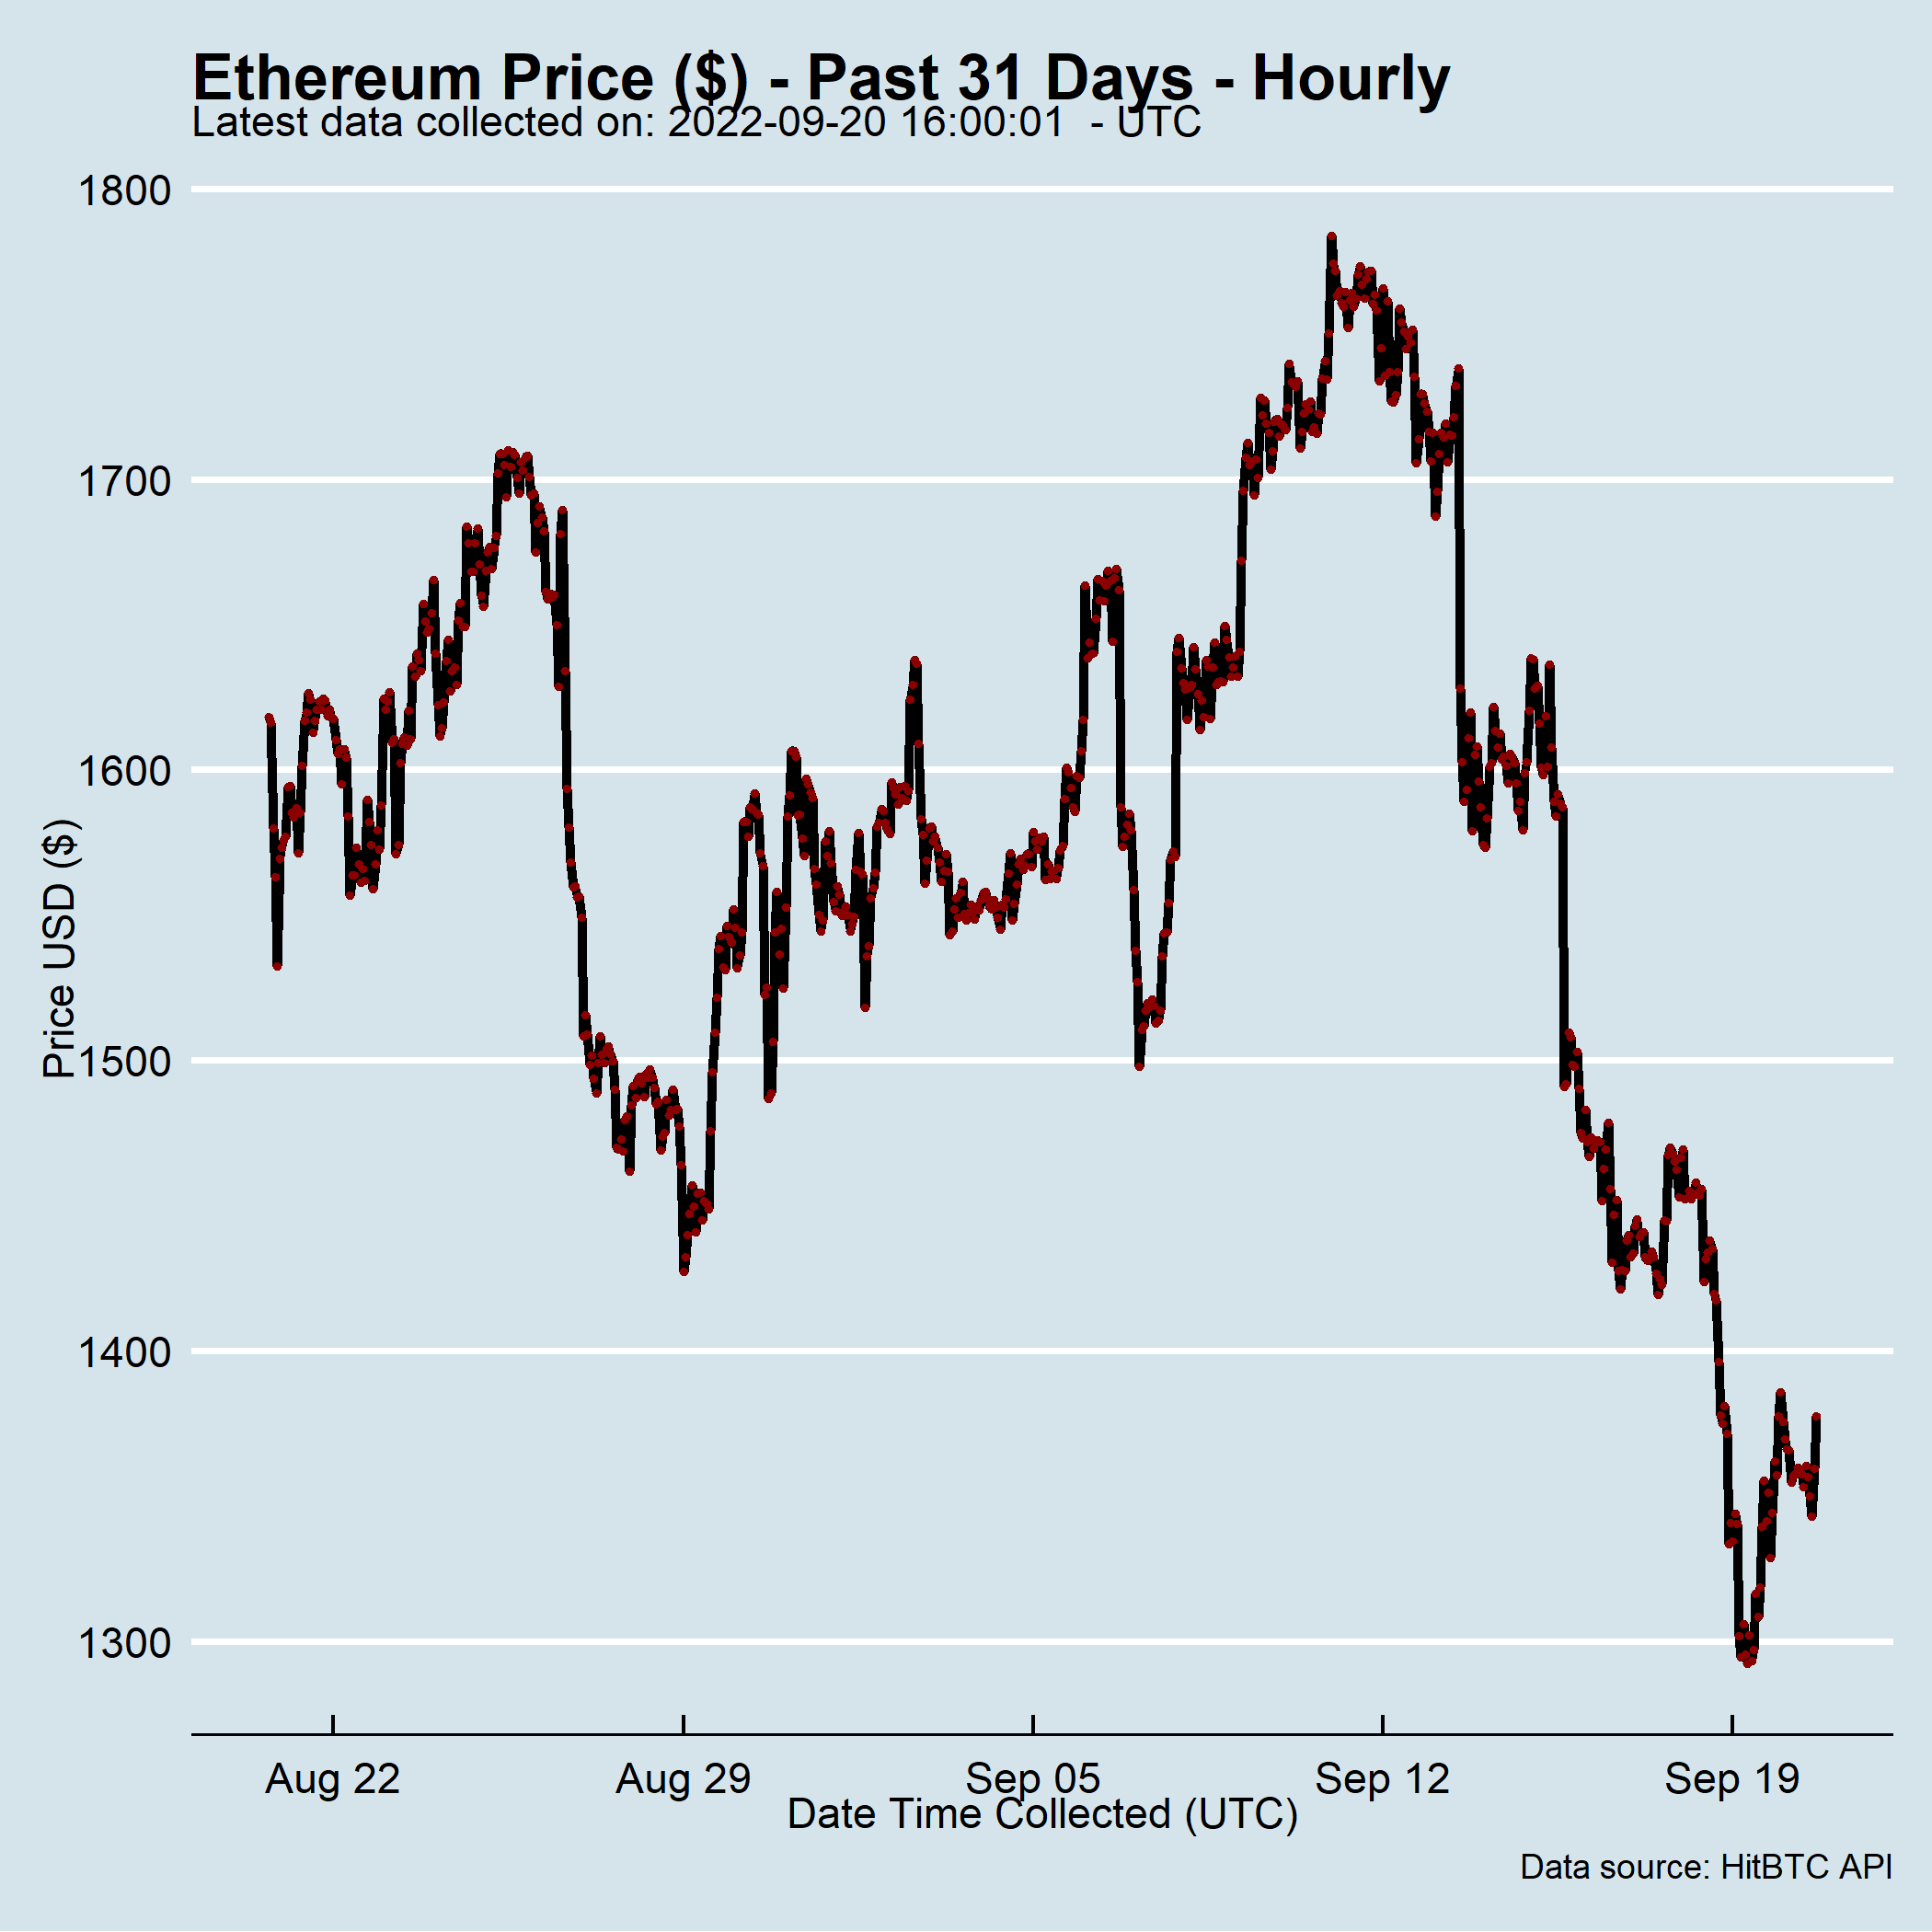 Ethereum Price ($) - Past 31 Days - Hourly
Latest data collected on: 2022-09-20 16:00:01  - UTC
1800
1700
1600
1500
1400
1300
Price USD ($)
Aug 22 Aug 29 Sep 05 Sep 12 Sep 19
Date Time Collected (UTC)
Data source: HitBTC API